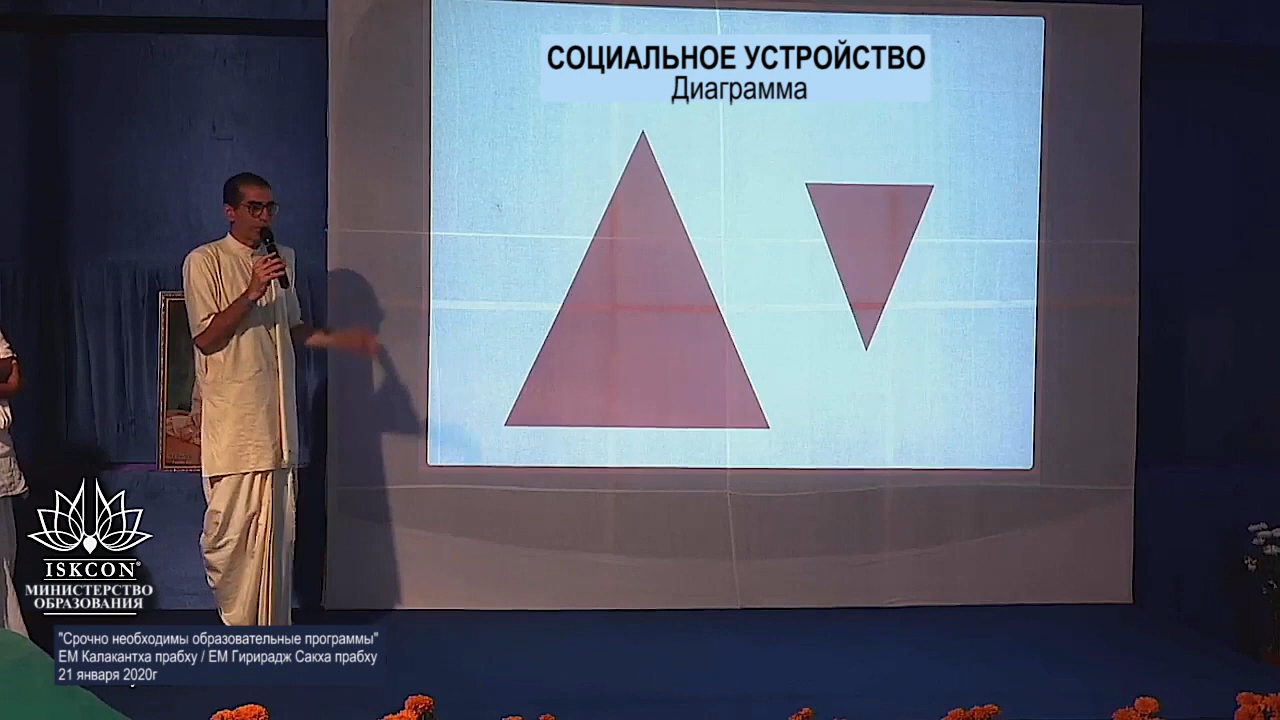 СОЦИАЛЬНОЕ УСТРОЙСТВО
Диаграмма
ISKCON®
МИНИСТЕРСТВО
ОБРАЗОВАНИЯ
"Срочно необходимы образовательные программы"
ЕМ Калакантха прабху / ЕМ Гирирадж Сакха прабху
21 января 2020г